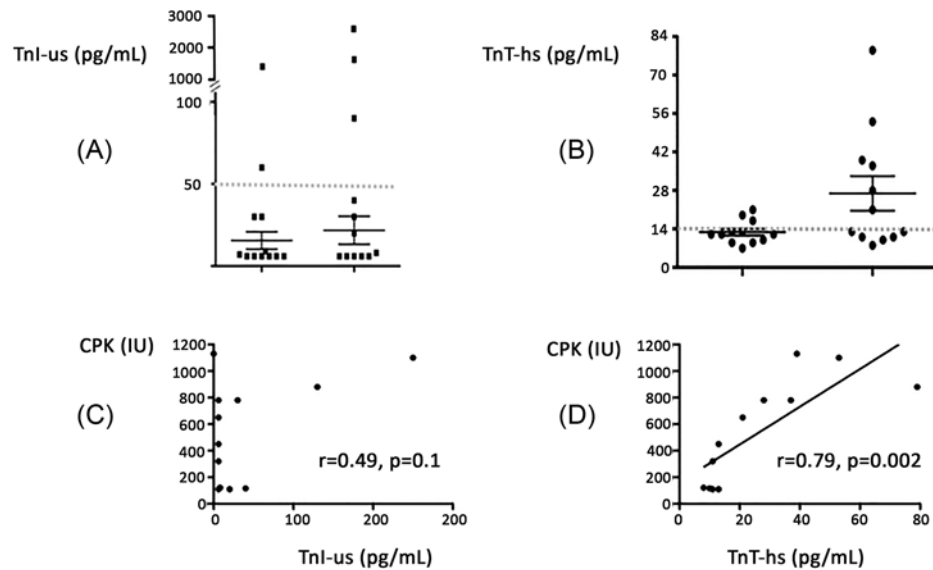 3000
TnI-us (pg/mL)
2000
1000
100
(A)
50
84
TnT-hs (pg/mL)
70
56
42
(B)
28
14
0
CPK (IU)
1200
1000
800
(C)
600
400
200
0
r=0.49, p=0.1
0
100
200
200
TnI-us (pg/mL)
CPK (IU)
1200
1000
800
(D)
600
400
200
0
r=0.79, p=0.002
0
20
40
60
80
TnT-hs (pg/mL)